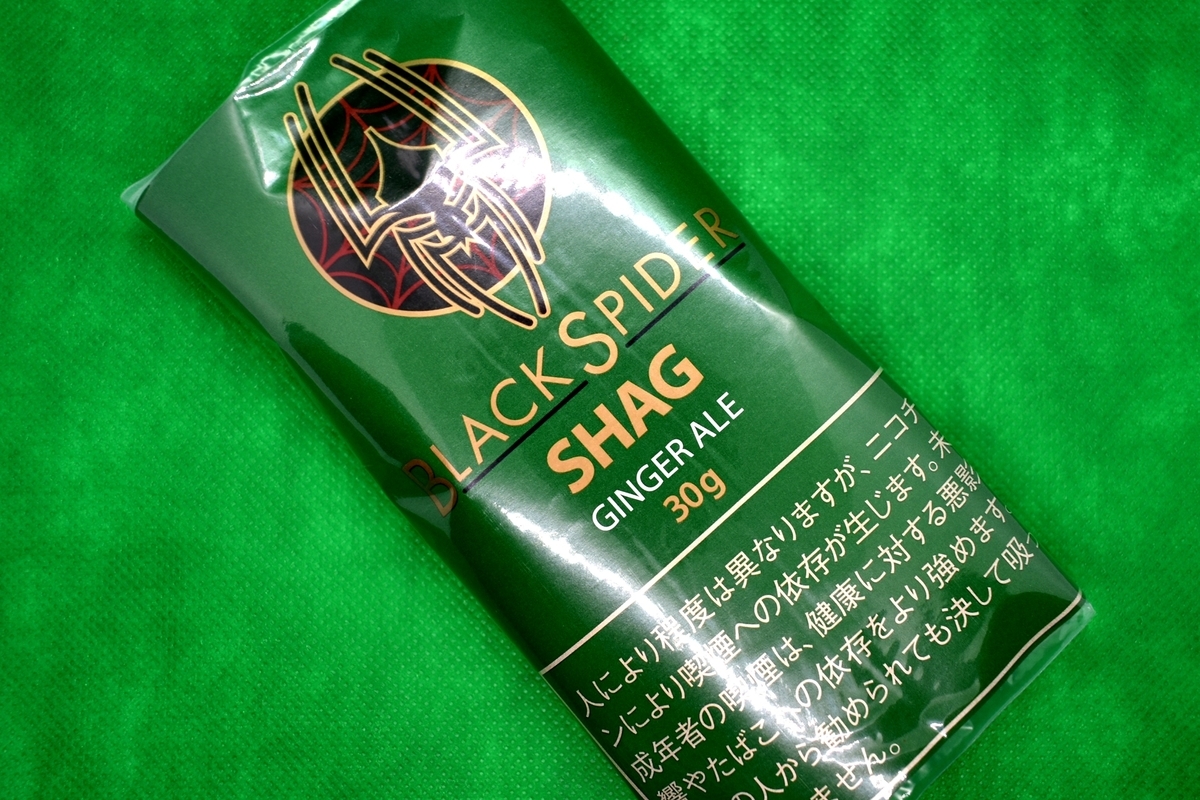 BLACK SPIDER
SHAG
GINGER ALE
30g
人により程度は異なりますが、ニコチ
ンにより喫煙への依存が生じます。未
成年者の喫煙は、健康に対する悪影
響やたばこへの依存をより強めます。
の人から勧められても決して吸っ
ません。